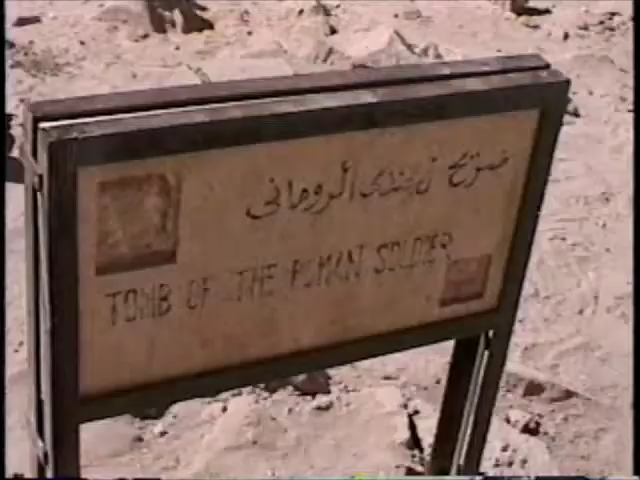 ضريح الجندي الروماني
TOMB OF THE ROMAN SOLDIER